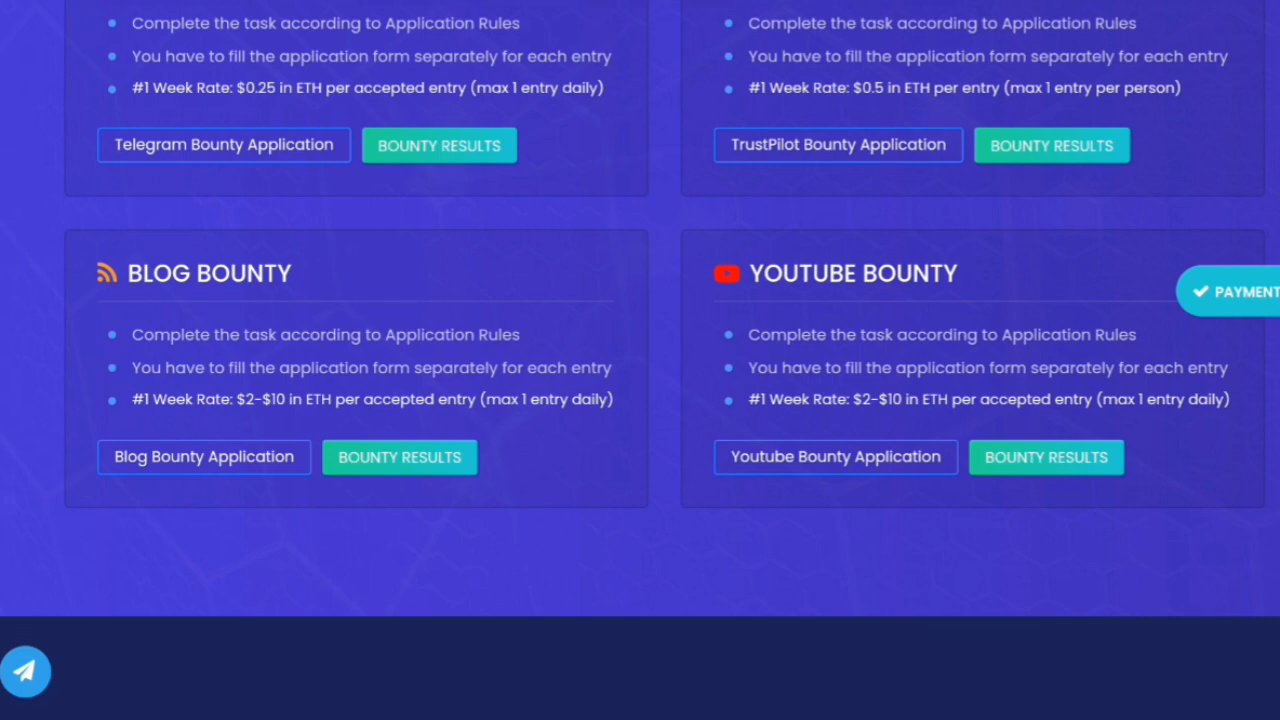 Complete the task according to Application Rules
You have to fill the application form separately for each entry
#1 Week Rate: $0.25 in ETH per accepted entry (max 1 entry daily)
Telegram Bounty Application
BOUNTY RESULTS
Complete the task according to Application Rules
You have to fill the application form separately for each entry
#1 Week Rate: $0.5 in ETH per entry (max 1 entry per person)
TrustPilot Bounty Application
BOUNTY RESULTS
BLOG BOUNTY
Complete the task according to Application Rules
You have to fill the application form separately for each entry
#1 Week Rate: $2-$10 in ETH per accepted entry (max 1 entry daily)
Blog Bounty Application
BOUNTY RESULTS
YOUTUBE BOUNTY
Complete the task according to Application Rules
You have to fill the application form separately for each entry
#1 Week Rate: $2-$10 in ETH per accepted entry (max 1 entry daily)
Youtube Bounty Application
BOUNTY RESULTS
PAYMENT